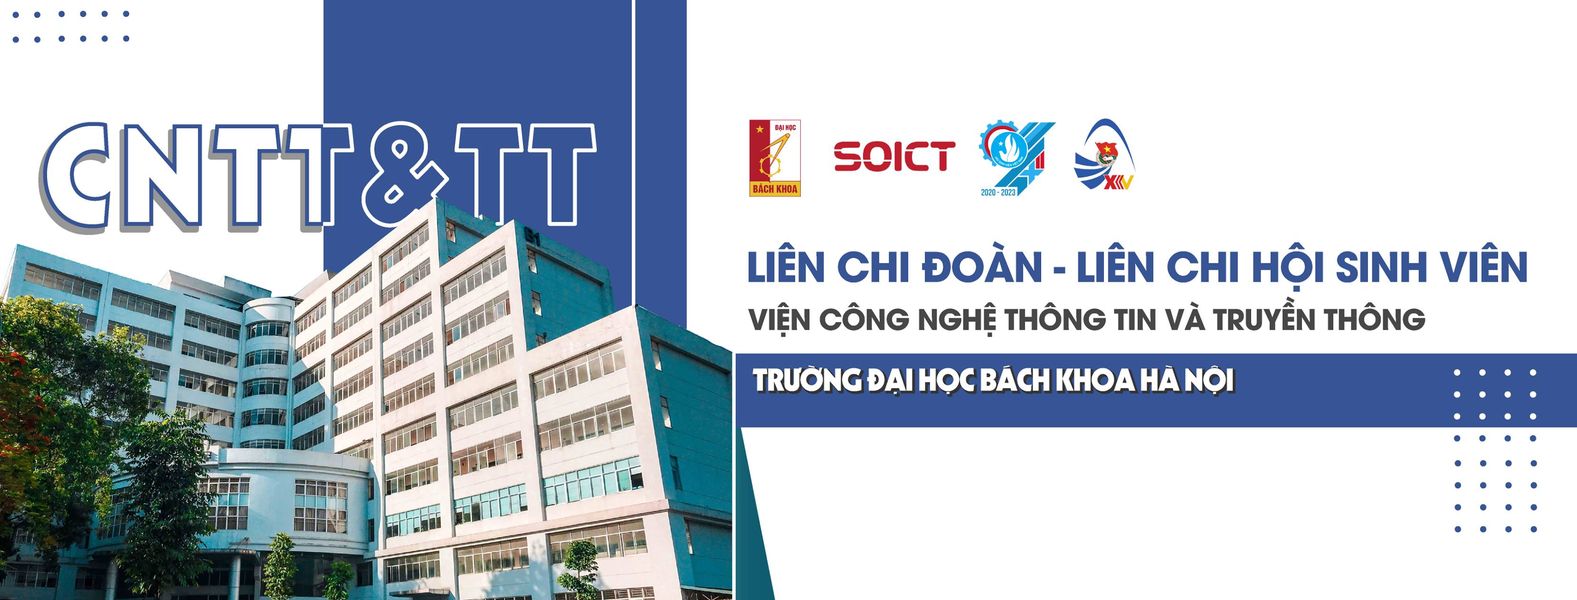 CNTT&TT
B1
ĐẠI HỌC
BÁCH KHOA
SOICT
2020 - 2023
XIV
LIÊN CHI ĐOÀN - LIÊN CHI HỘI SINH VIÊN
VIỆN CÔNG NGHỆ THÔNG TIN VÀ TRUYỀN THÔNG
TRƯỜNG ĐẠI HỌC BÁCH KHOA HÀ NỘI